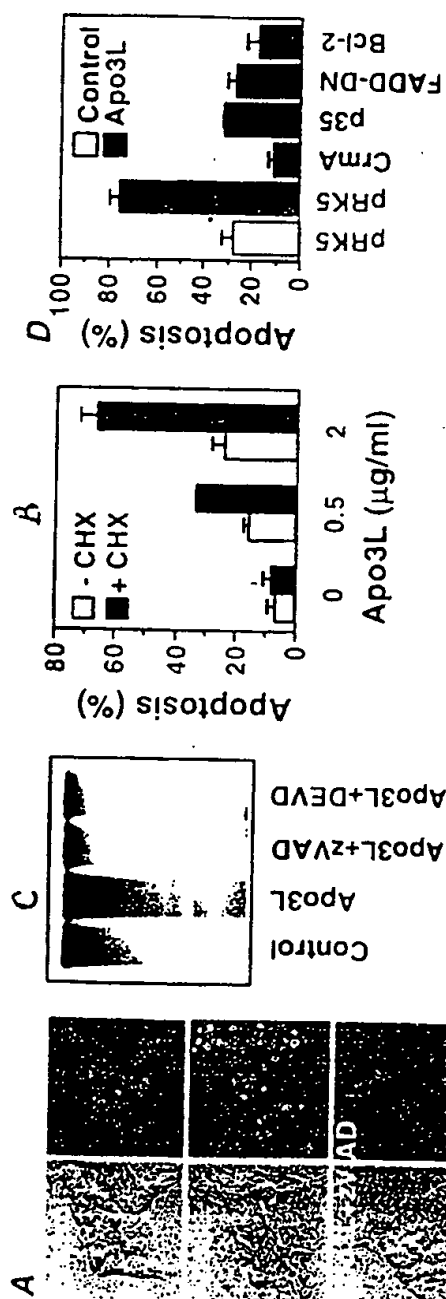 A
AD
C
Control
Apo3L
Apo3L+zVAD
Apo3L+DEVD
B
Apoptosis (%)
80
60
40
20
0
- CHX
+ CHX
0
0.5
2
Apo3L (µg/ml)
D
Apoptosis (%)
100
80
60
40
20
0
Control
Apo3L
pRK5
pRK5
CrmA
p35
FADD-DN
Bcl-2